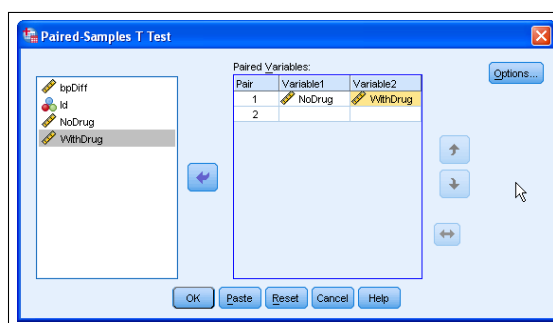 Paired-Samples T Test
Paired Variables:
Options...
Pair Variable1 Variable2
bpDiff
Id
NoDrug
WithDrug
1 NoDrug WithDrug
2
OK Paste Reset Cancel Help